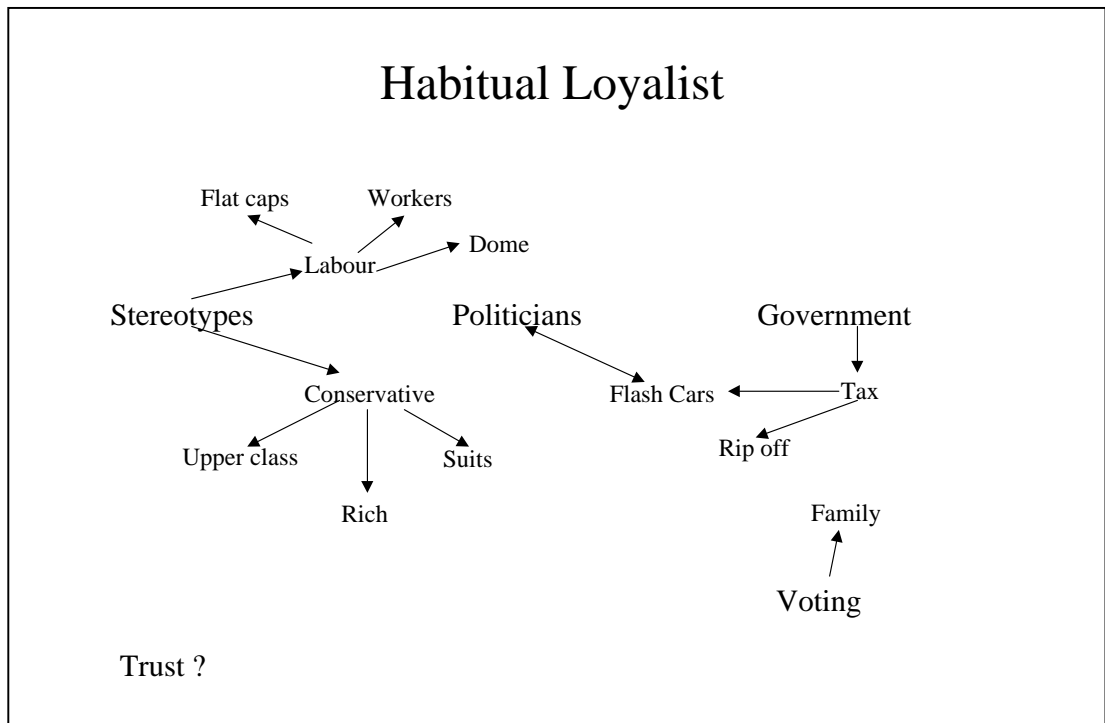 Habitual Loyalist
Flat caps
Workers
Dome
Labour
Stereotypes
Politicians
Government
Conservative
Flash Cars
Tax
Upper class
Suits
Rip off
Rich
Family
Voting
Trust ?